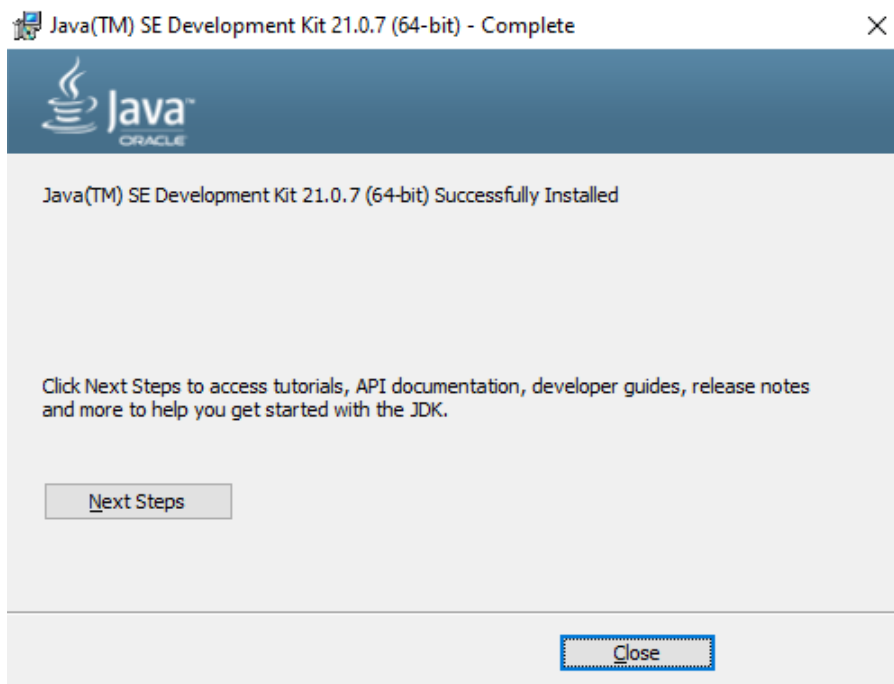 Java(TM) SE Development Kit 21.0.7 (64-bit) - Complete
Java™
ORACLE
Java(TM) SE Development Kit 21.0.7 (64-bit) Successfully Installed
Click Next Steps to access tutorials, API documentation, developer guides, release notes
and more to help you get started with the JDK.
Next Steps
Close